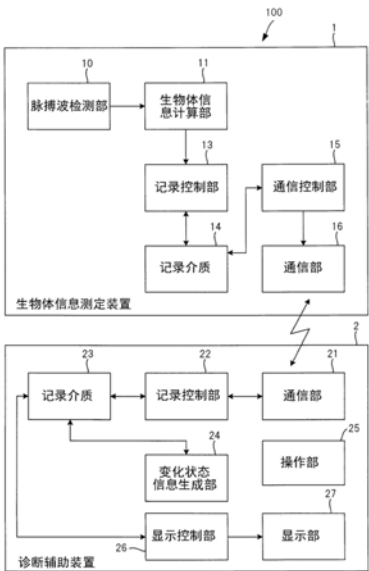 100
1
10
脉搏波检测部
11
生物体信
息计算部
13
记录控制部
15
通信控制部
14
记录介质
16
通信部
生物体信息测定装置
2
23
记录介质
22
记录控制部
21
通信部
24
变化状态
信息生成部
25
操作部
26
显示控制部
27
显示部
诊断辅助装置